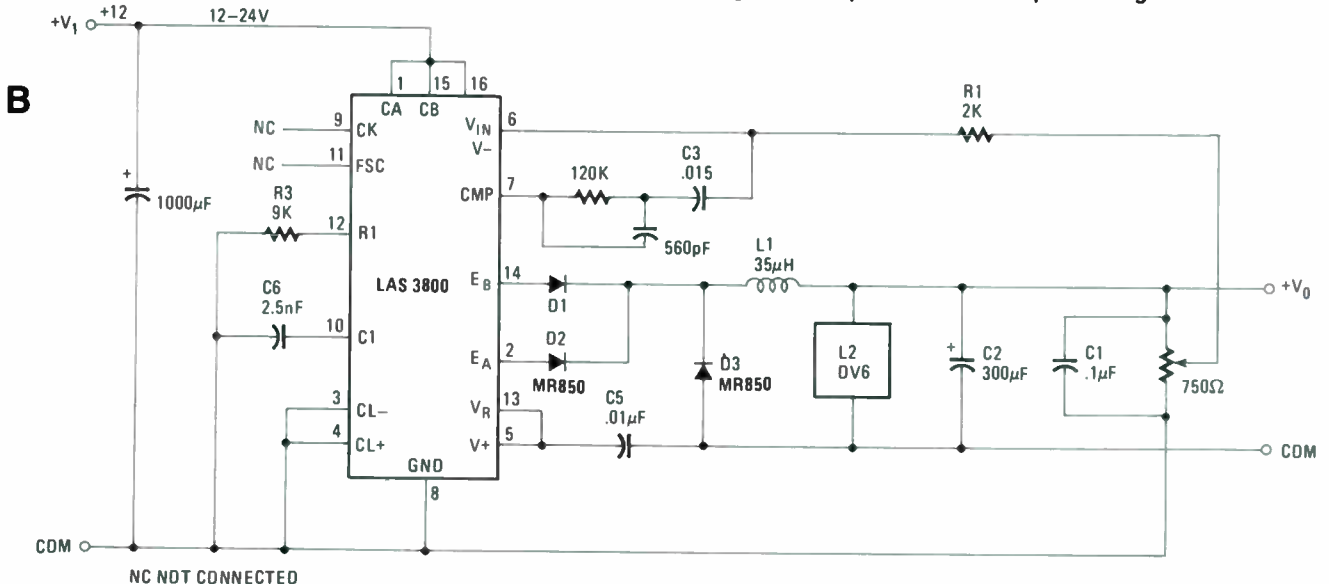 +V1 +12 12-24V
B
1 15 16
CA CB
NC 9 CK
NC 11 FSC
VIN 6
V-
R1
2K
CMP 7
120K
C3
.015
560pF
+
1000µF
R3
9K
12 R1
LAS 3800
EB 14
D1
L1
35µH
+V0
C6
2.5nF
10 C1
EA 2
D2
MR850
D3
MR850
L2
OV6
+
C2
300µF
C1
.1µF
750Ω
VR 13
V+ 5
C5
.01µF
3 CL-
4 CL+
GND
8
COM
COM
NC NOT CONNECTED